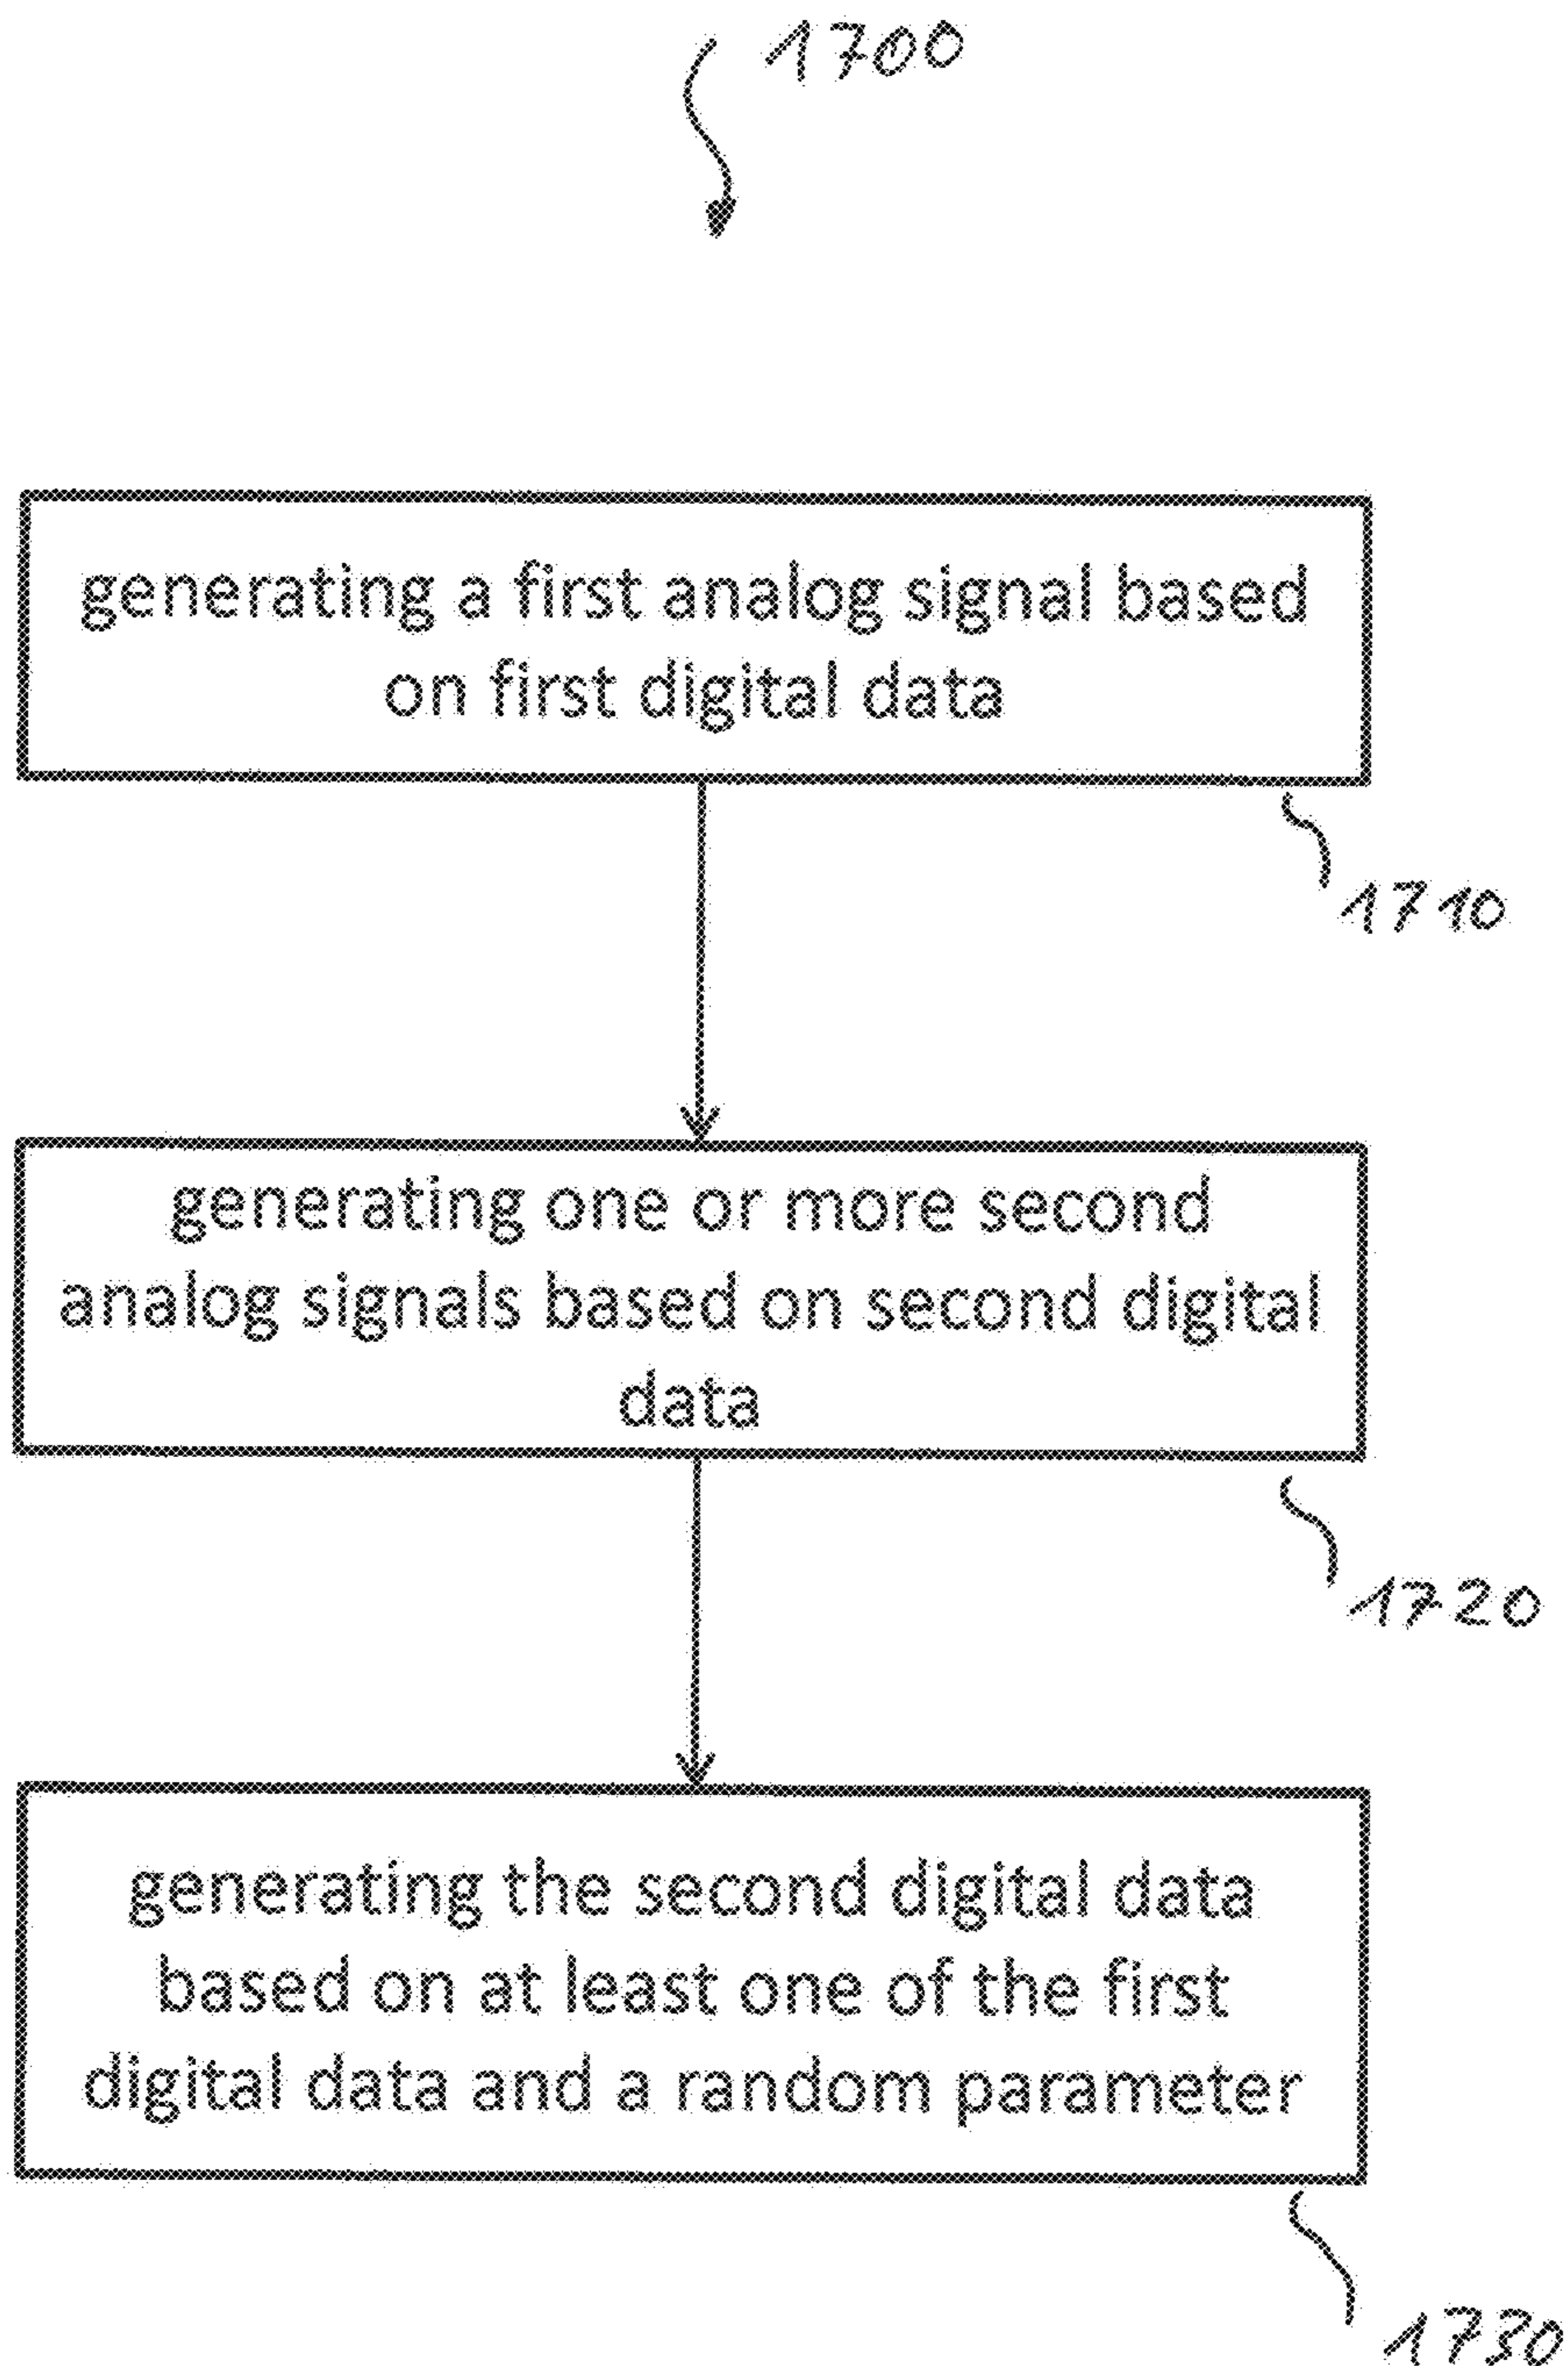 1700
generating a first analog signal based
on first digital data
1710
generating one or more second
analog signals based on second digital
data
1720
generating the second digital data
based on at least one of the first
digital data and a random parameter
1730